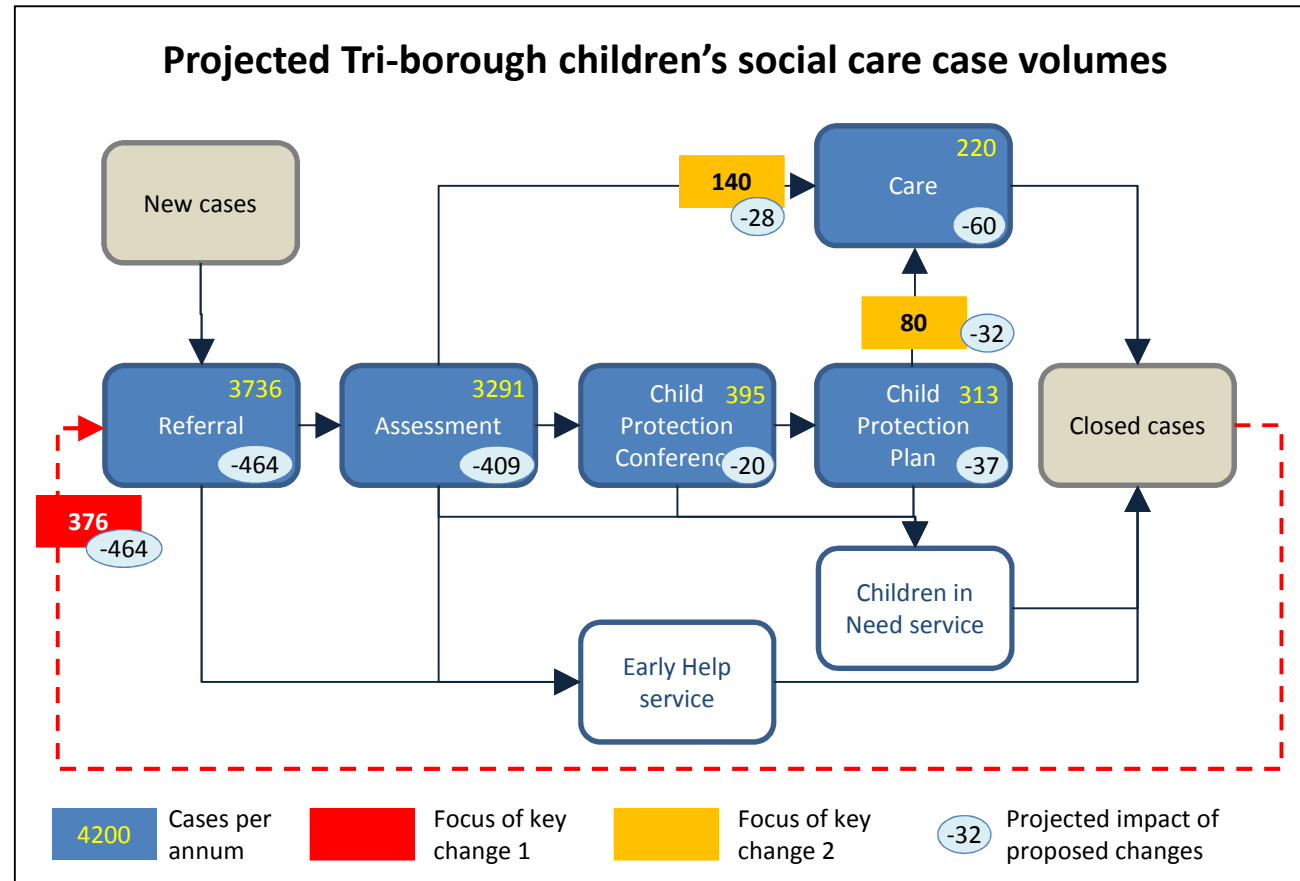 Projected Tri-borough children's social care case volumes
New cases
140
-28
220
Care
-60
80
-32
3736
Referral
-464
3291
Assessment
-409
395
Child
Protection
Conferenc
-20
313
Child
Protection
Plan
-37
Closed cases
376
-464
Children in
Need service
Early Help
service
4200
Cases per
annum
Focus of key
change 1
Focus of key
change 2
-32
Projected impact of
proposed changes